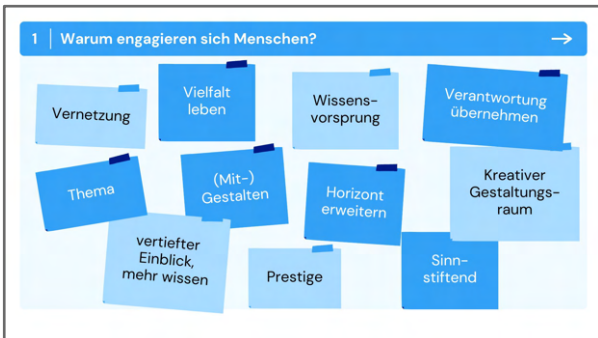 1 Warum engagieren sich Menschen?
Vernetzung
Vielfalt
leben
Wissens-
vorsprung
Verantwortung
übernehmen
Thema
(Mit-)
Gestalten
Horizont
erweitern
Kreativer
Gestaltungs-
raum
vertiefter
Einblick,
mehr wissen
Prestige
Sinn-
stiftend